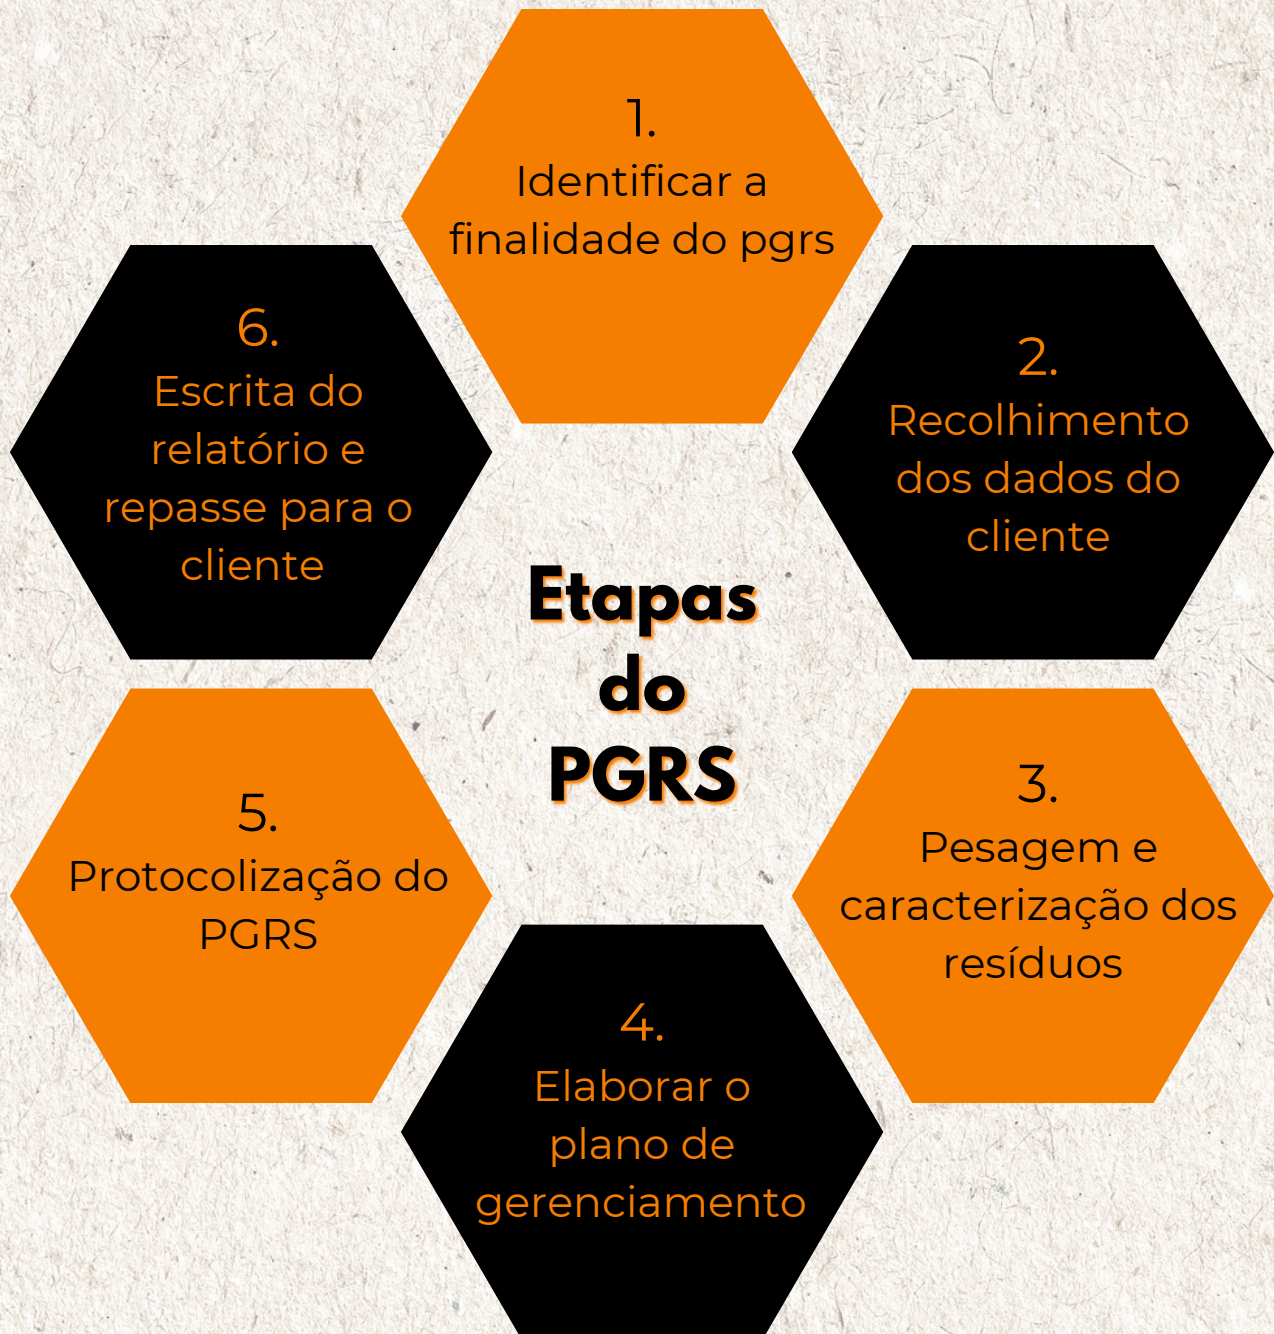 1.
Identificar a
finalidade do pgrs
2.
Recolhimento
dos dados do
cliente
3.
Pesagem e
caracterização dos
resíduos
4.
Elaborar o
plano de
gerenciamento
5.
Protocolização do
PGRS
6.
Escrita do
relatório e
repasse para o
cliente
Etapas
do
PGRS